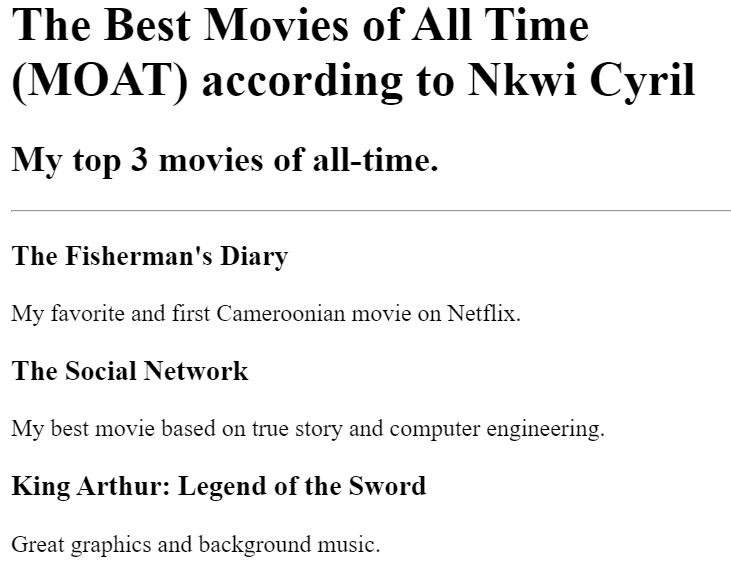 The Best Movies of All Time
(MOAT) according to Nkwi Cyril
My top 3 movies of all-time.
The Fisherman's Diary
My favorite and first Cameroonian movie on Netflix.
The Social Network
My best movie based on true story and computer engineering.
King Arthur: Legend of the Sword
Great graphics and background music.